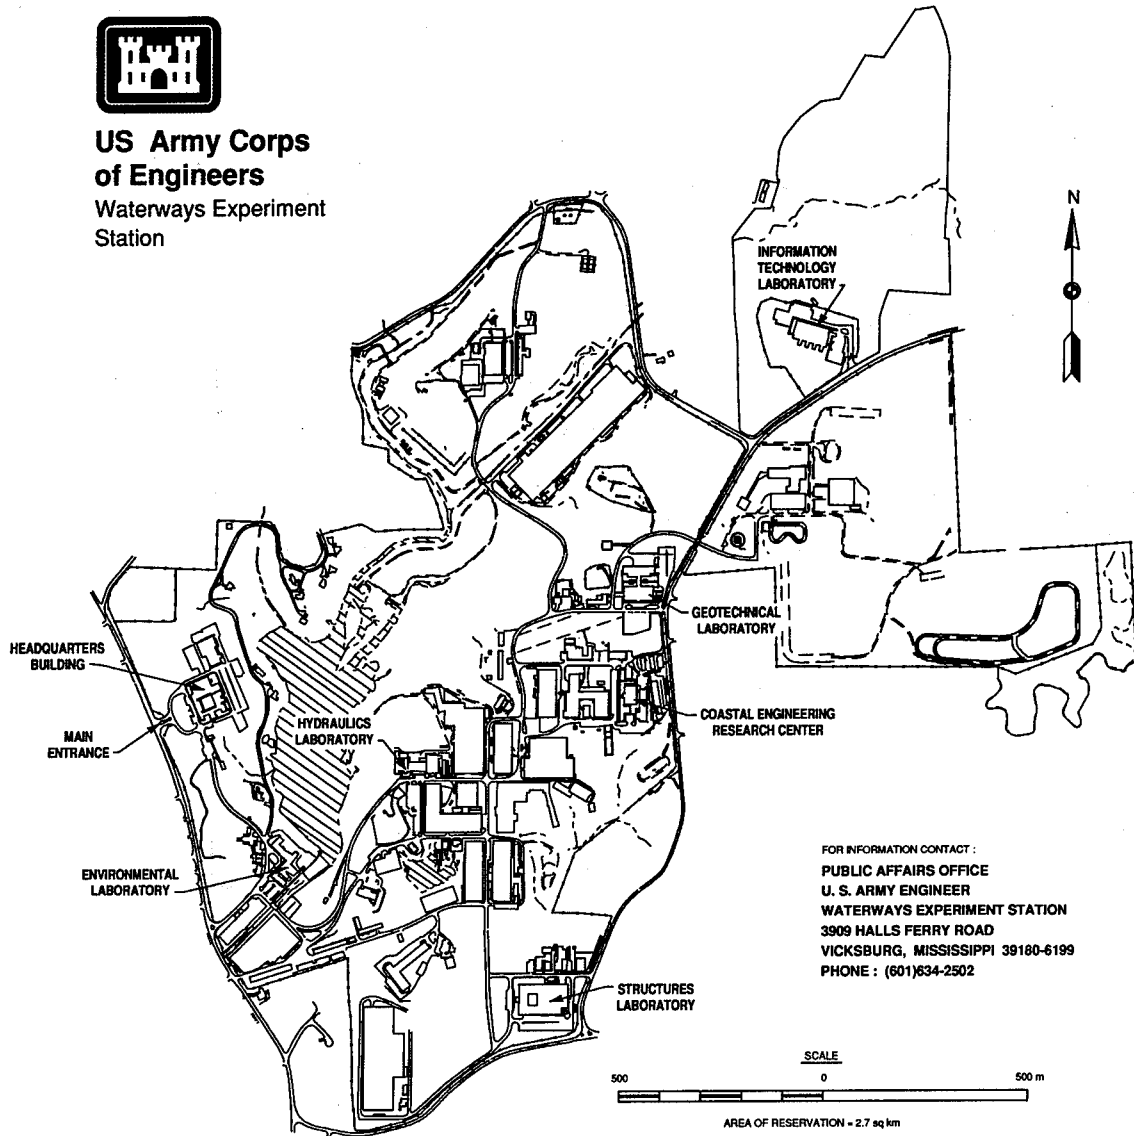 US Army Corps
of Engineers
Waterways Experiment
Station
N
INFORMATION
TECHNOLOGY
LABORATORY
GEOTECHNICAL
LABORATORY
HEADQUARTERS
BUILDING
MAIN
ENTRANCE
HYDRAULICS
LABORATORY
COASTAL ENGINEERING
RESEARCH CENTER
ENVIRONMENTAL
LABORATORY
STRUCTURES
LABORATORY
FOR INFORMATION CONTACT :
PUBLIC AFFAIRS OFFICE
U. S. ARMY ENGINEER
WATERWAYS EXPERIMENT STATION
3909 HALLS FERRY ROAD
VICKSBURG, MISSISSIPPI 39180-6199
PHONE : (601)634-2502
SCALE
500 0 500 m
AREA OF RESERVATION = 2.7 sq km